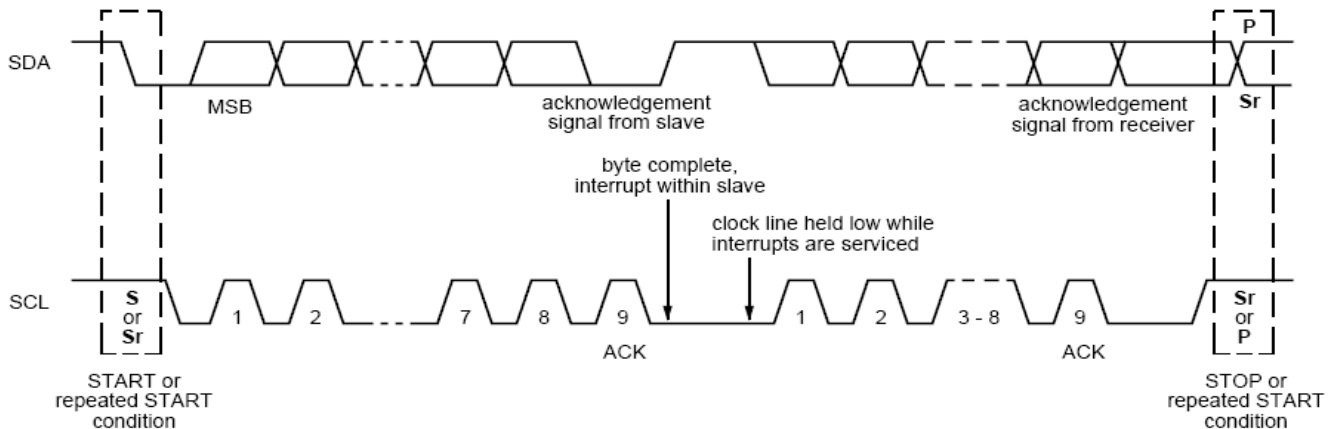 P
SDA
MSB
acknowledgement
signal from slave
acknowledgement
signal from receiver
Sr
byte complete,
interrupt within slave
clock line held low while
interrupts are serviced
SCL
S
or
Sr
1
2
7
8
9
1
2
3 - 8
9
Sr
or
P
ACK
ACK
START or
repeated START
condition
STOP or
repeated START
condition